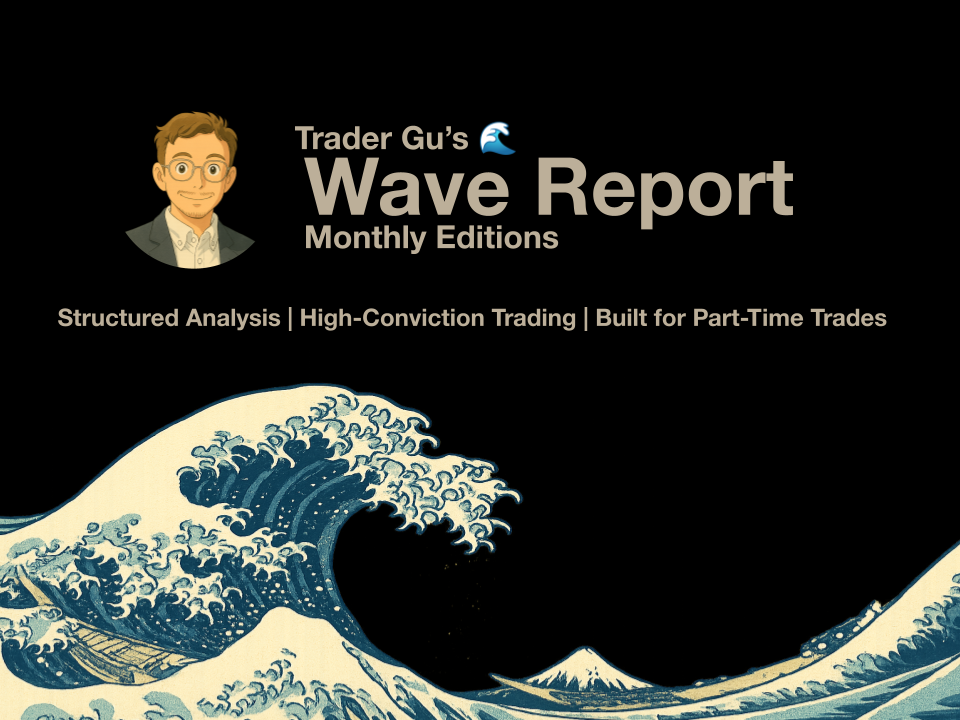 Trader Gu’s 🌊
Wave Report
Monthly Editions
Structured Analysis | High-Conviction Trading | Built for Part-Time Trades